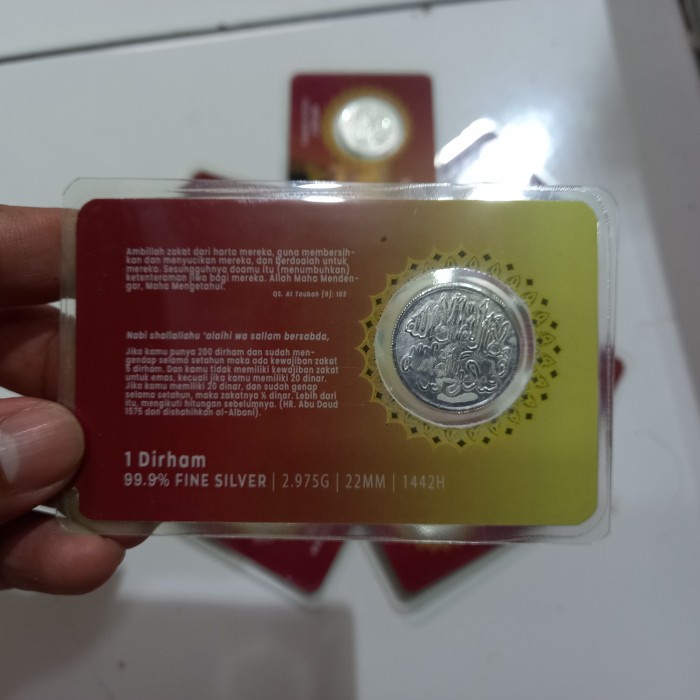 Ambillah zakat dari harta mereka, guna membersih-
kan dan menyucikan mereka, dan Berdoalah untuk
mereka. Sesungguhnya doamu itu (menumbuhkan)
ketenteraman jiwa bagi mereka. Allah Maha Menden-
gar, Maha Mengetahui.
QS. At Taubah [9]: 103
Nabi shallallahu 'alaihi wa sallam bersabda,
Jika kamu punya 200 dirham dan sudah men-
gendap selama setahun maka ada kewajiban zakat
5 dirham. Dan kamu tidak memiliki kewajiban zakat
untuk emas, kecuali jika kamu memiliki 20 dinar.
Jika kamu memiliki 20 dinar, dan sudah genap
selama setahun, maka zakatnya ½ dinar. Lebih dari
itu, mengikuti hitungan sebelumnya. (HR. Abu Daud
1575 dan dishahihkan al-Albani).
1 Dirham
99.9% FINE SILVER | 2.975G | 22MM | 1442H